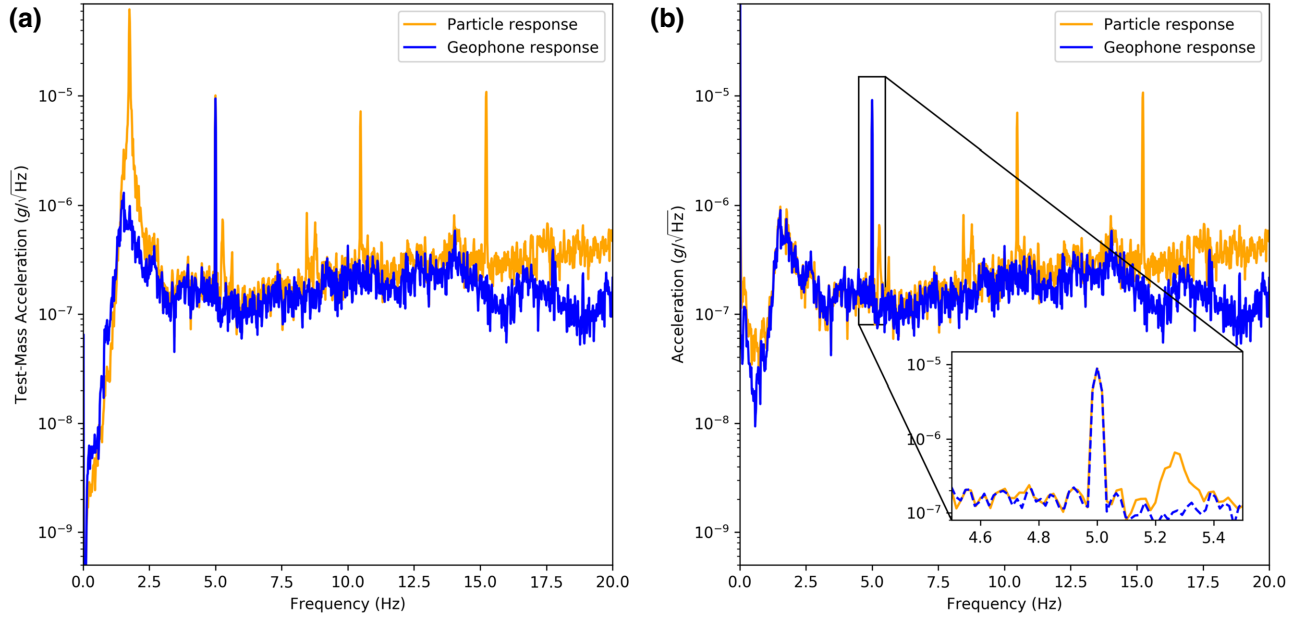 (a)
Particle response
Geophone response
10⁻⁵
10⁻⁶
10⁻⁷
10⁻⁸
10⁻⁹
Test-Mass Acceleration (g/√Hz)
0.0 2.5 5.0 7.5 10.0 12.5 15.0 17.5 20.0
Frequency (Hz)
(b)
Particle response
Geophone response
10⁻⁵
10⁻⁶
10⁻⁷
10⁻⁸
10⁻⁹
Acceleration (g/√Hz)
10⁻⁵
10⁻⁶
10⁻⁷
4.6 4.8 5.0 5.2 5.4
0.0 2.5 5.0 7.5 10.0 12.5 15.0 17.5 20.0
Frequency (Hz)